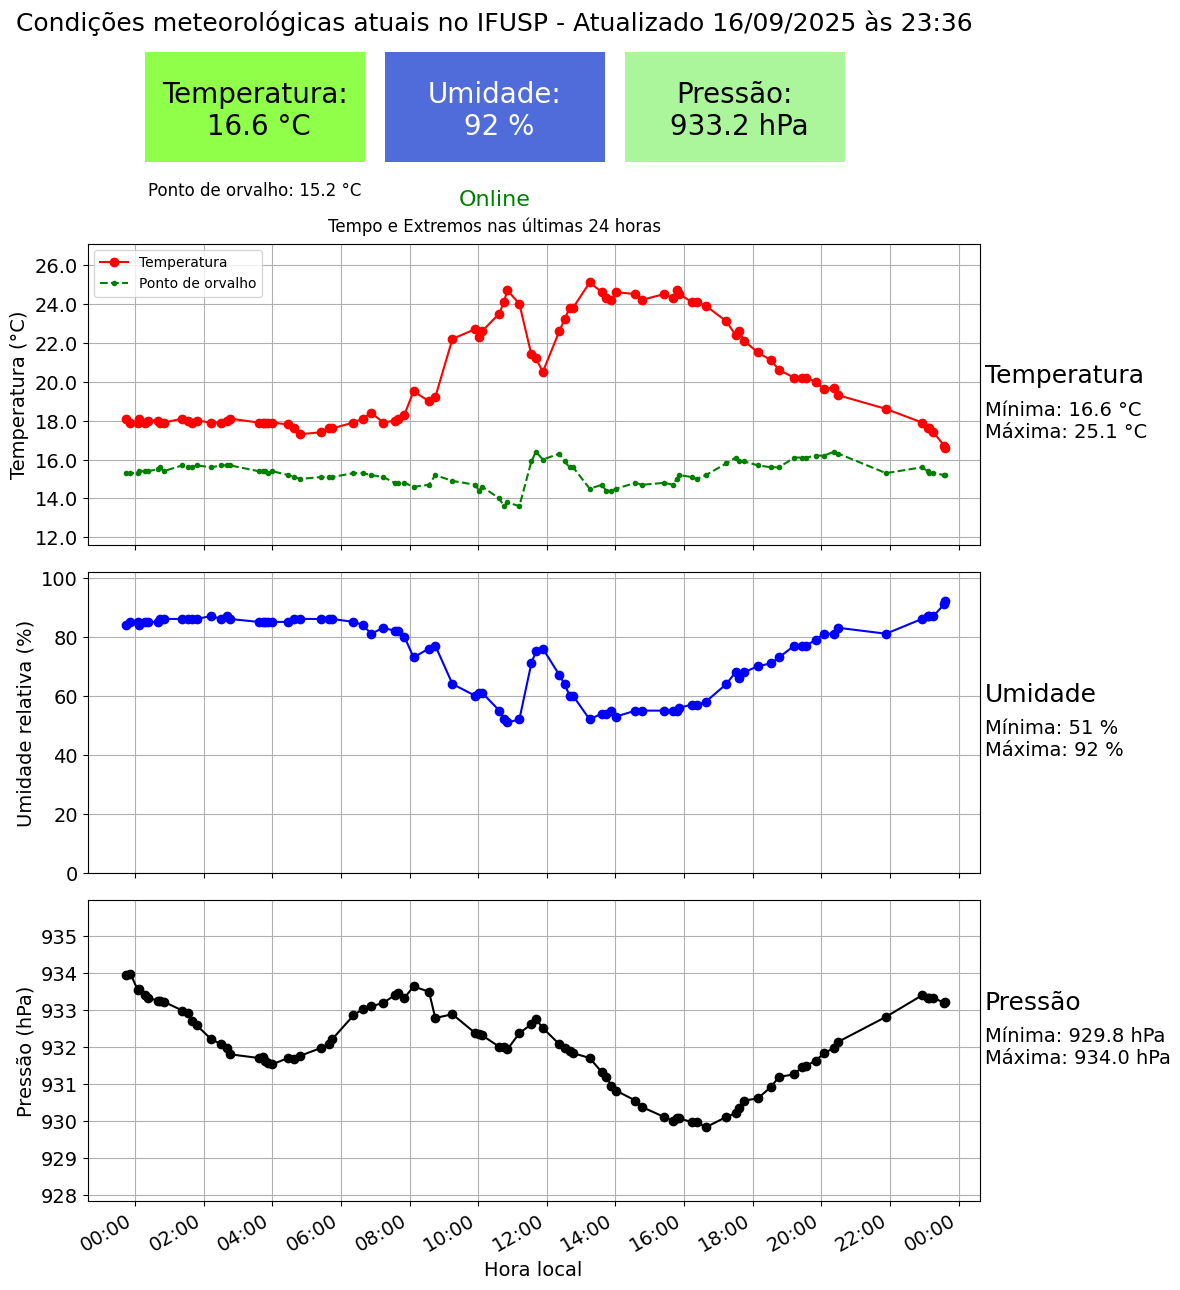 Condições meteorológicas atuais no IFUSP - Atualizado 16/09/2025 às 23:36
Temperatura:
16.6 °C
Umidade:
92 %
Pressão:
933.2 hPa
Ponto de orvalho: 15.2 °C
Online
Tempo e Extremos nas últimas 24 horas
Temperatura
Ponto de orvalho
Temperatura (°C)
26.0
24.0
22.0
20.0
18.0
16.0
14.0
12.0
Temperatura
Mínima: 16.6 °C
Máxima: 25.1 °C
Umidade relativa (%)
100
80
60
40
20
0
Umidade
Mínima: 51 %
Máxima: 92 %
Pressão (hPa)
935
934
933
932
931
930
929
928
Pressão
Mínima: 929.8 hPa
Máxima: 934.0 hPa
00:00 02:00 04:00 06:00 08:00 10:00 12:00 14:00 16:00 18:00 20:00 22:00 00:00
Hora local